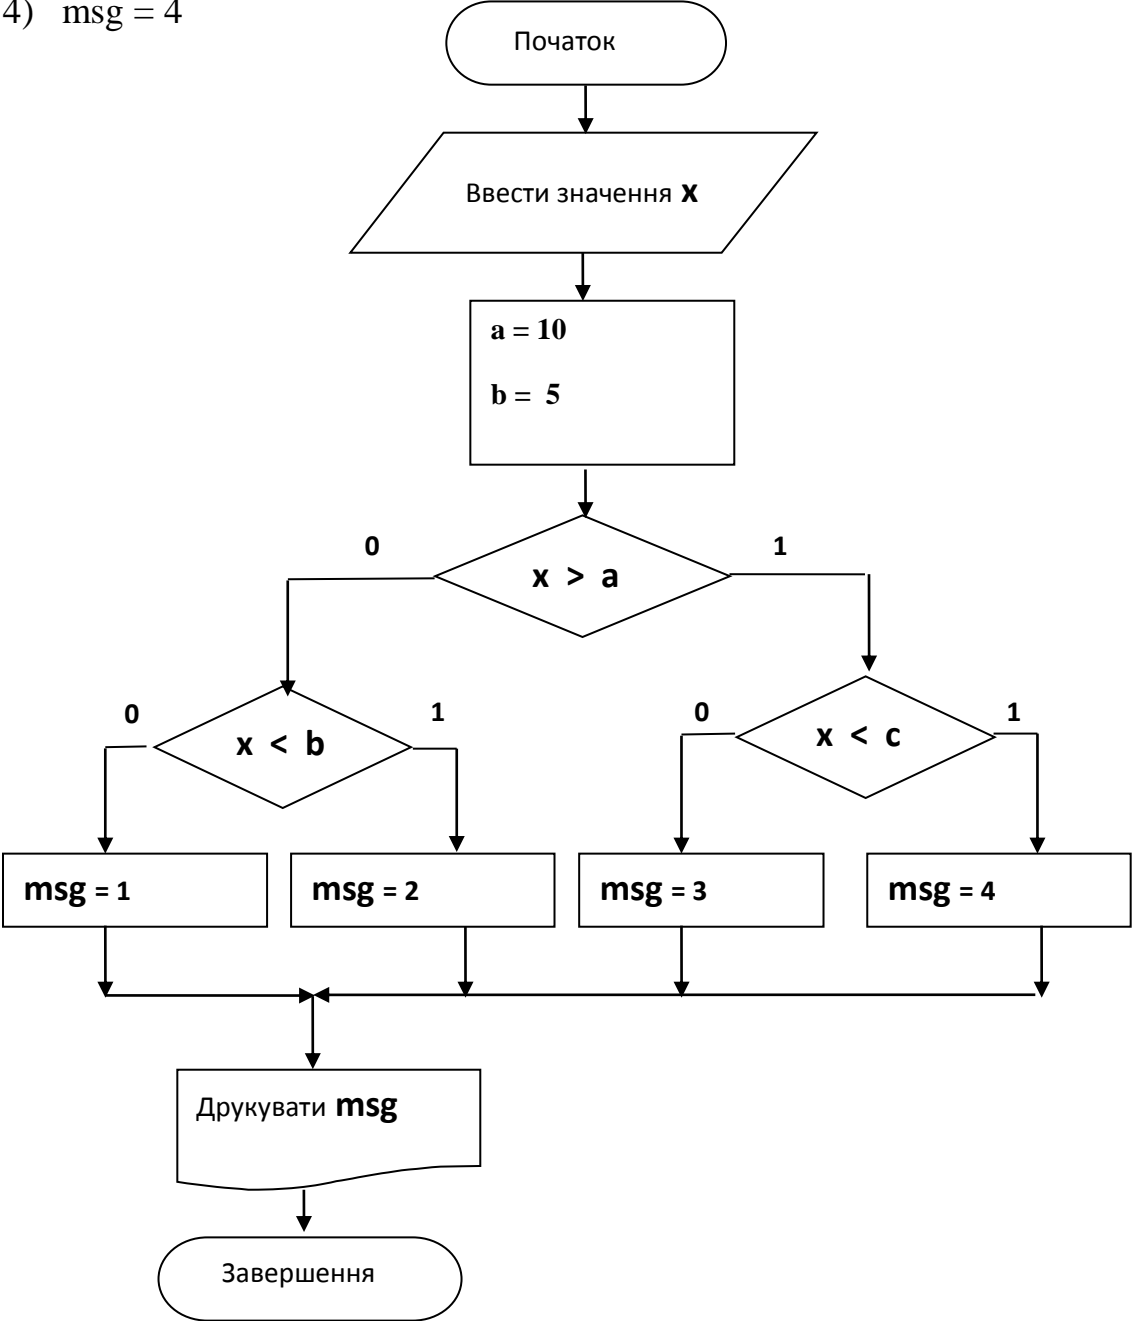 4) msg = 4
Початок
Ввести значення x
a = 10
b = 5
0
1
x > a
0
1
0
1
x < b
x < c
msg = 1
msg = 2
msg = 3
msg = 4
Друкувати msg
Завершення